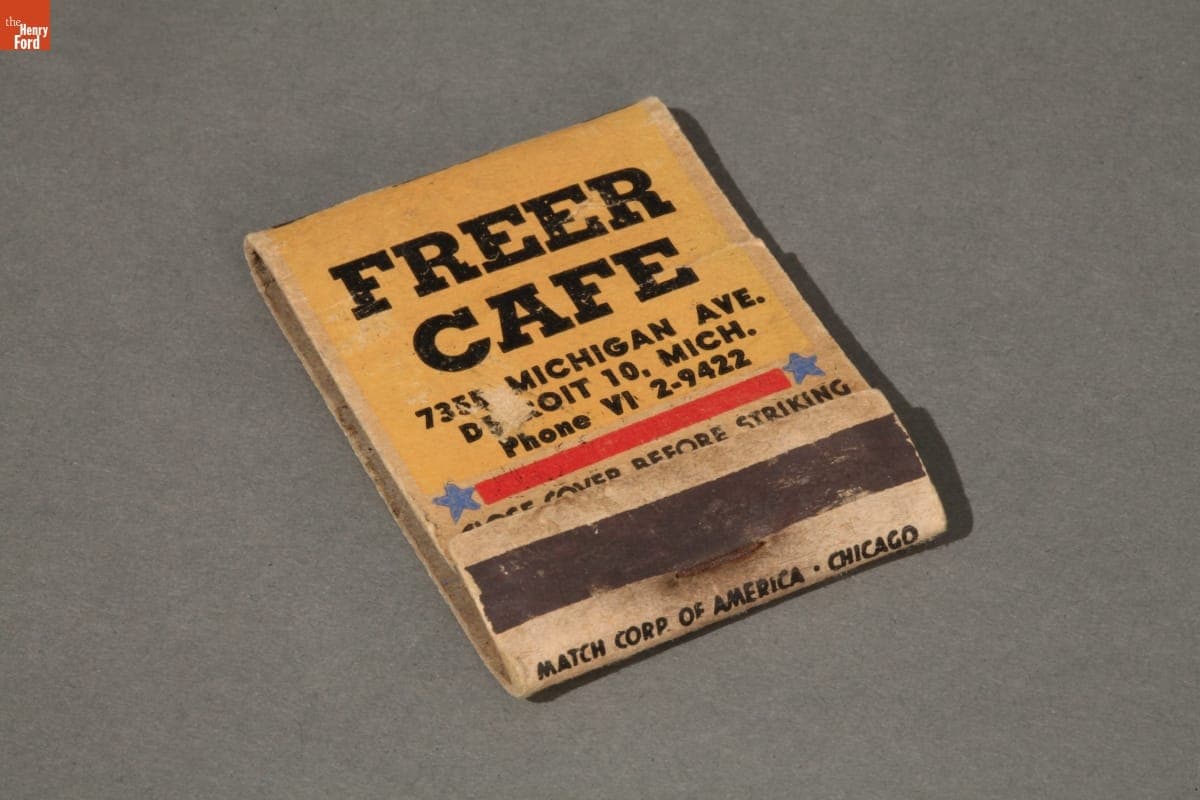 the
Henry
Ford
FREER
CAFE
MICHIGAN AVE.
DETROIT 10, MICH.
Phone VI 2-9422
CLOSE COVER BEFORE STRIKING
MATCH CORP. OF AMERICA · CHICAGO